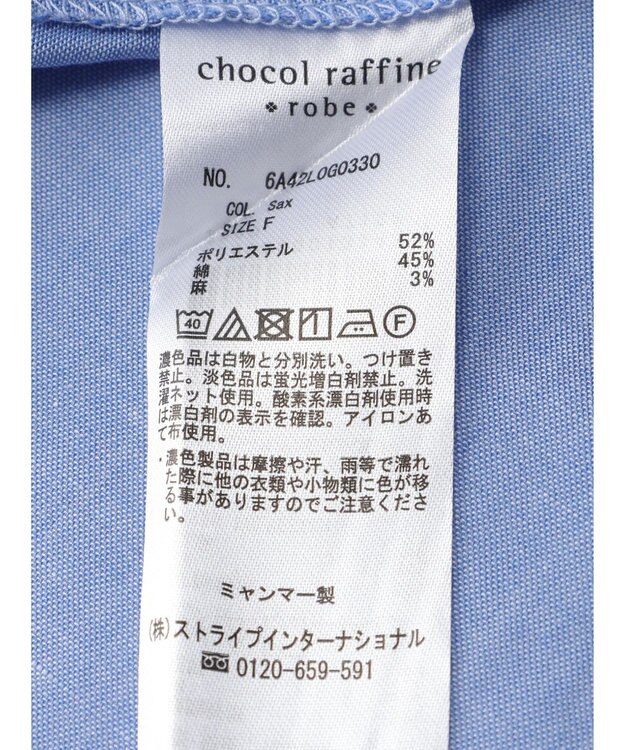 chocol raffine
robe
NO. 6A42L0G0330
COL. Sax
SIZE F
ポリエステル 52%
綿 45%
麻 3%
40 F
濃色品は白物と分別洗い。つけ置き
禁止。淡色品は蛍光増白剤禁止。洗
濯ネット使用。酸素系漂白剤使用時
は漂白剤の表示を確認。アイロンあ
て布使用。
・濃色製品は摩擦や汗、雨等で濡れ
た際に他の衣類や小物類に色が移
る事がありますのでご注意くださ
い。
ミャンマー製
(株)ストライプインターナショナル
0120-659-591